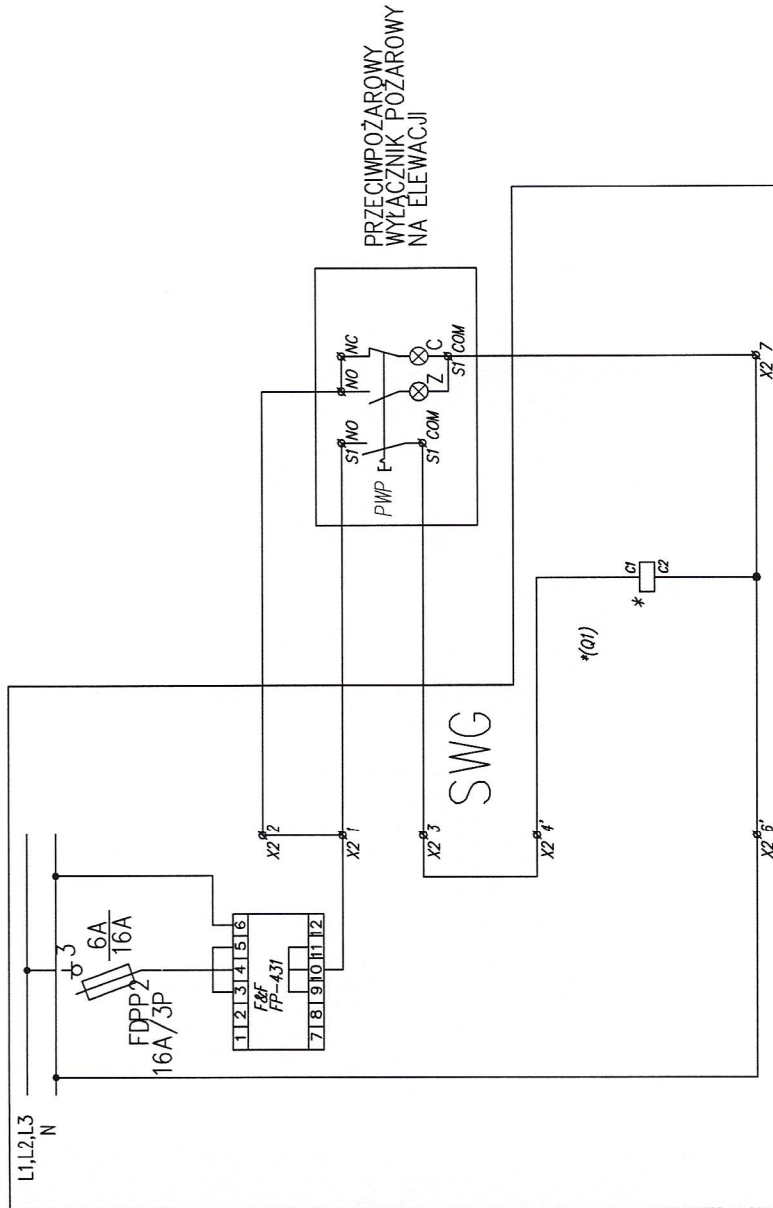 L1,L2,L3
N
3
6A
16A
FDPP2
16A/3P
1 2 3 4 5 6
F&F
FP-431
7 8 9 10 11 12
X2 2
X2 1
X2 3
X2 4'
X2 6'
SWG
*(Q1)
*
C1
C2
PWP
S1 NO
NO
NC
S1 COM
Z
C
S1 COM
X2 7
PRZECIWPOŻAROWY
WYŁĄCZNIK POŻAROWY
NA ELEWACJI